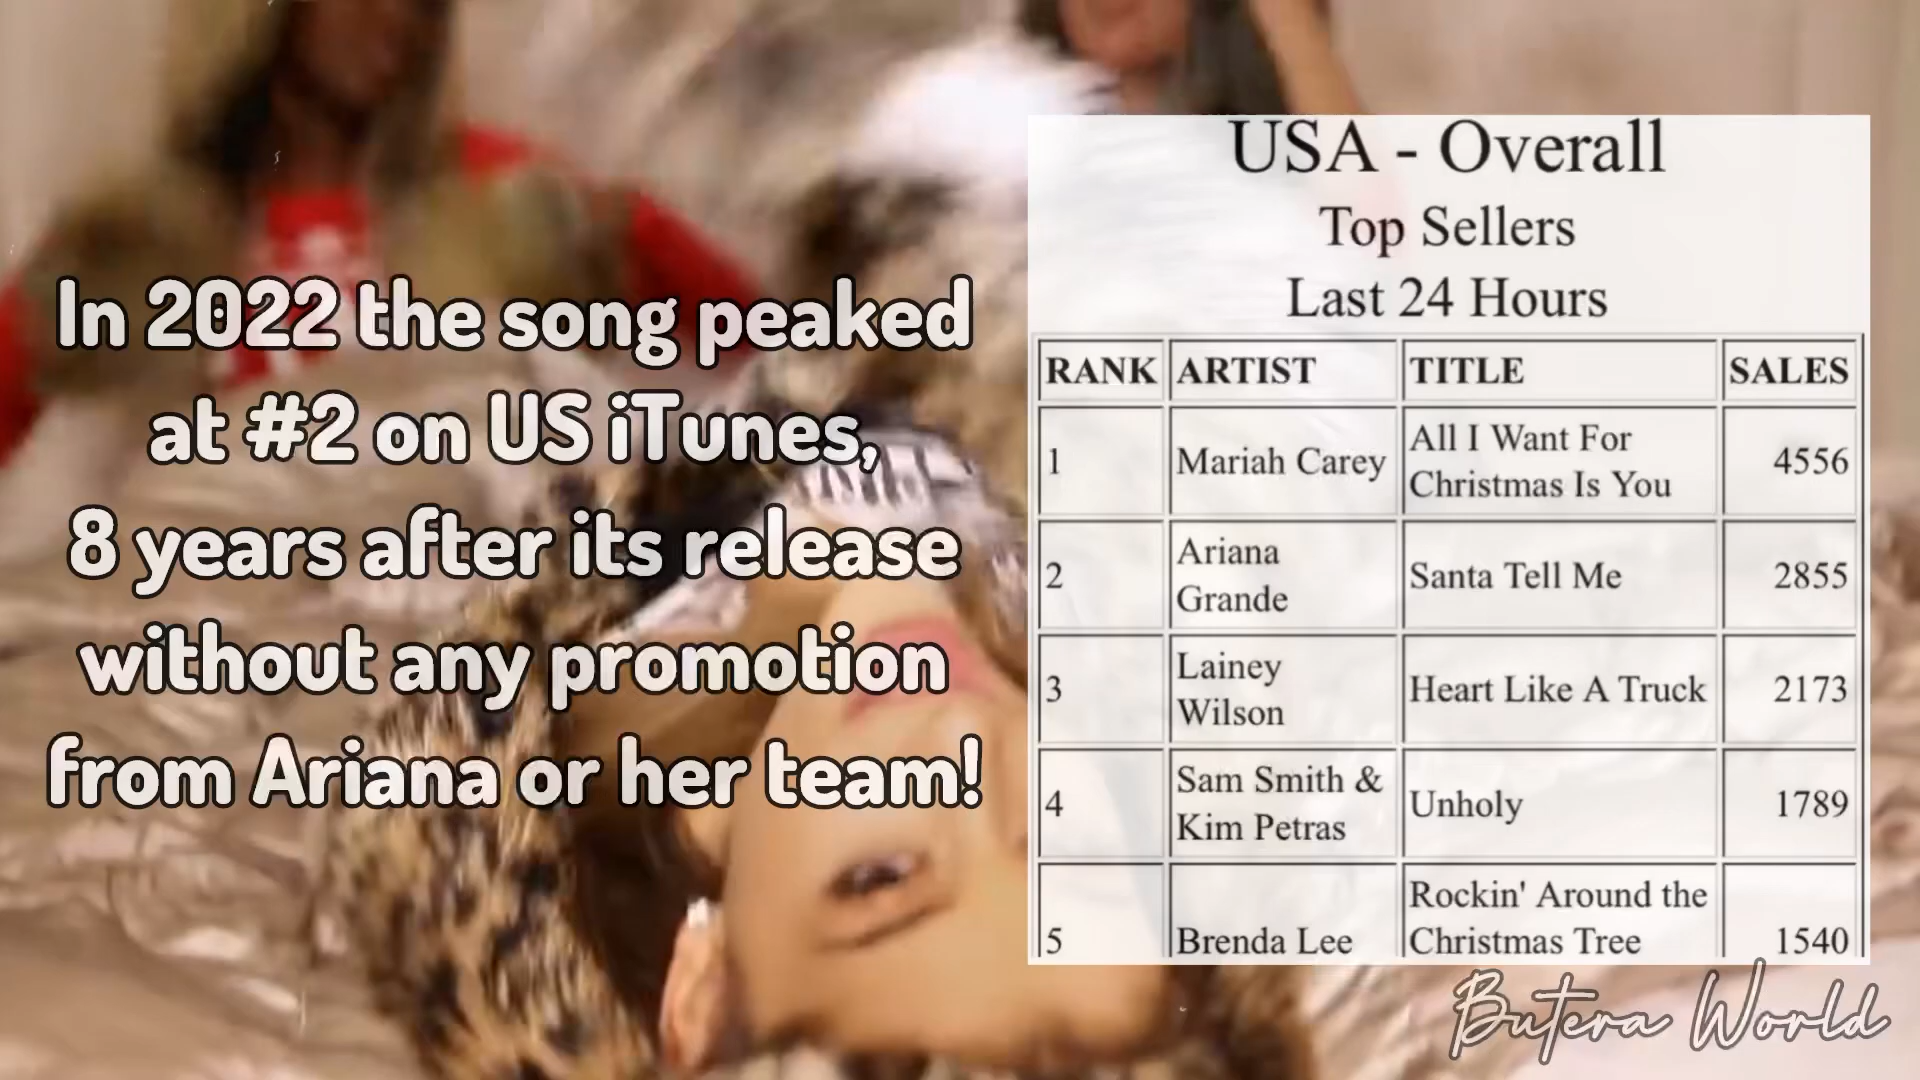 In 2022 the song peaked
at #2 on US iTunes,
8 years after its release
without any promotion
from Ariana or her team!
USA - Overall
Top Sellers
Last 24 Hours
RANK ARTIST TITLE SALES
1 Mariah Carey All I Want For Christmas Is You 4556
2 Ariana Grande Santa Tell Me 2855
3 Lainey Wilson Heart Like A Truck 2173
4 Sam Smith & Kim Petras Unholy 1789
5 Brenda Lee Rockin' Around the Christmas Tree 1540
Butera World